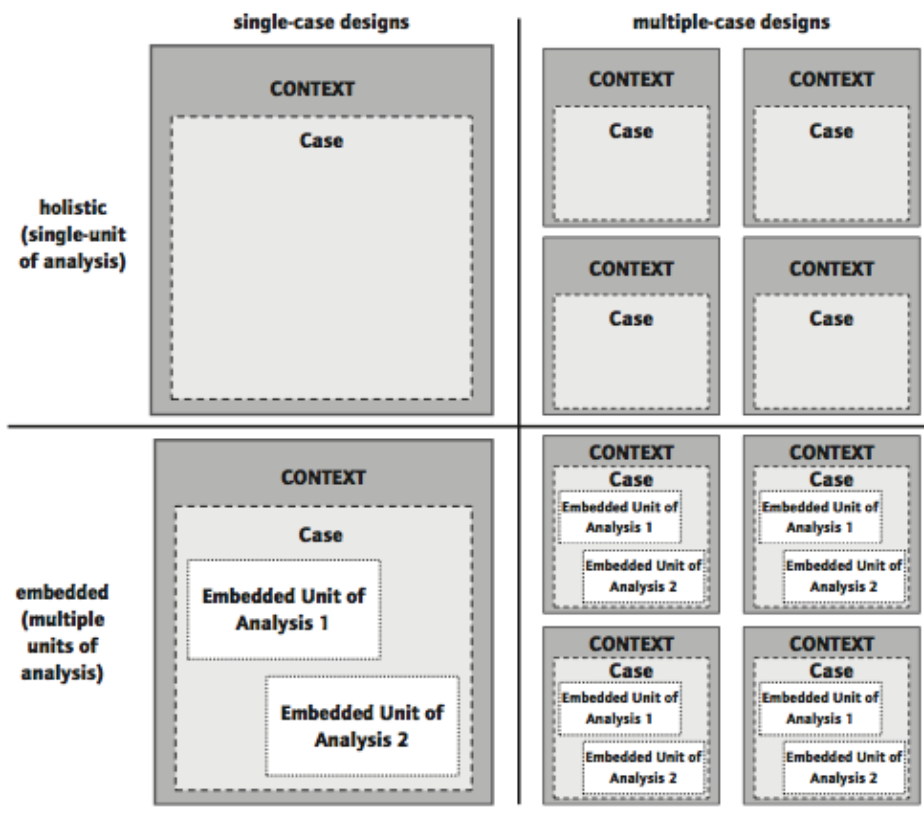 single-case designs
multiple-case designs
holistic
(single-unit
of analysis)
CONTEXT
Case
CONTEXT
Case
CONTEXT
Case
CONTEXT
Case
CONTEXT
Case
embedded
(multiple
units of
analysis)
CONTEXT
Case
Embedded Unit of
Analysis 1
Embedded Unit of
Analysis 2
CONTEXT
Case
Embedded Unit of
Analysis 1
Embedded Unit of
Analysis 2
CONTEXT
Case
Embedded Unit of
Analysis 1
Embedded Unit of
Analysis 2
CONTEXT
Case
Embedded Unit of
Analysis 1
Embedded Unit of
Analysis 2
CONTEXT
Case
Embedded Unit of
Analysis 1
Embedded Unit of
Analysis 2